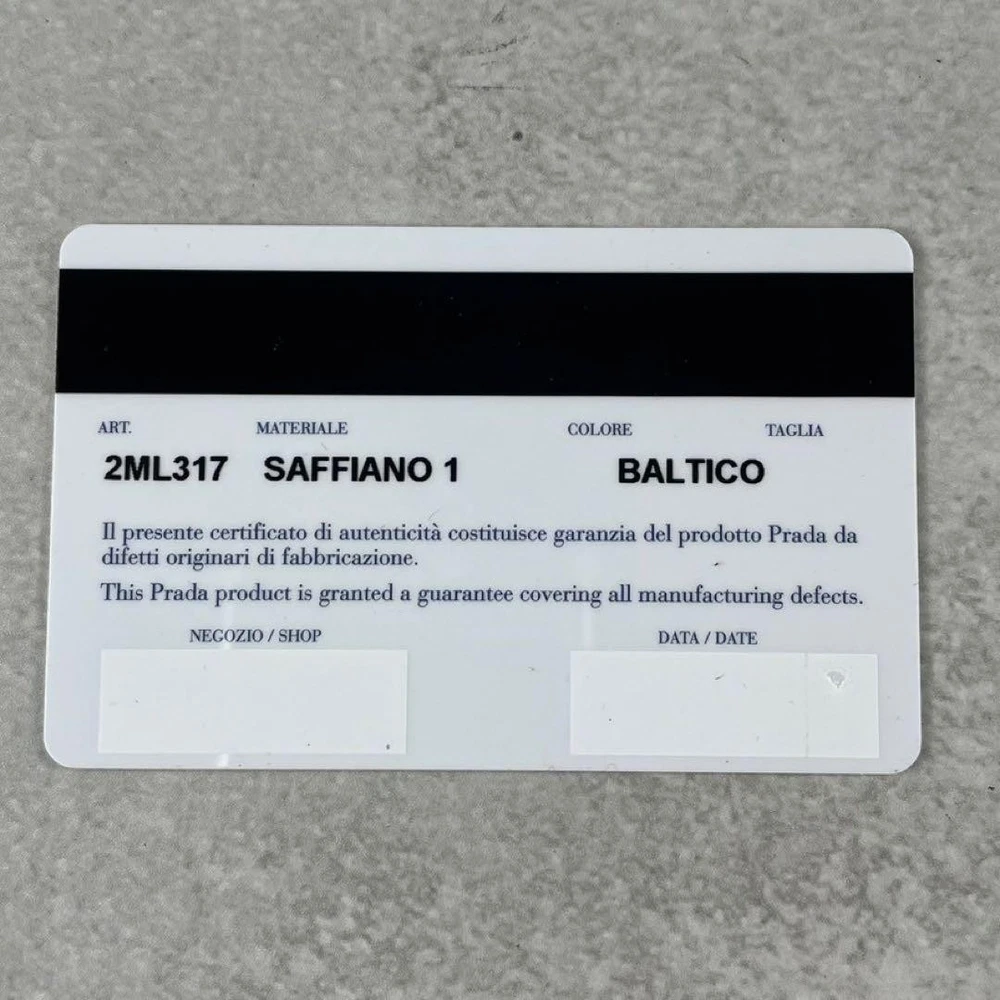 ART. MATERIALE COLORE TAGLIA
2ML317 SAFFIANO 1 BALTICO
Il presente certificato di autenticità costituisce garanzia del prodotto Prada da
difetti originari di fabbricazione.
This Prada product is granted a guarantee covering all manufacturing defects.
NEGOZIO / SHOP DATA / DATE